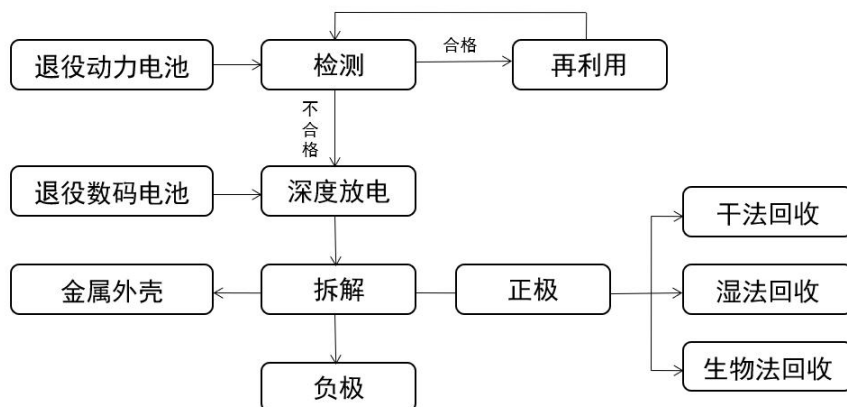 退役动力电池
检测
合格
再利用
不合格
退役数码电池
深度放电
干法回收
金属外壳
拆解
正极
湿法回收
负极
生物法回收